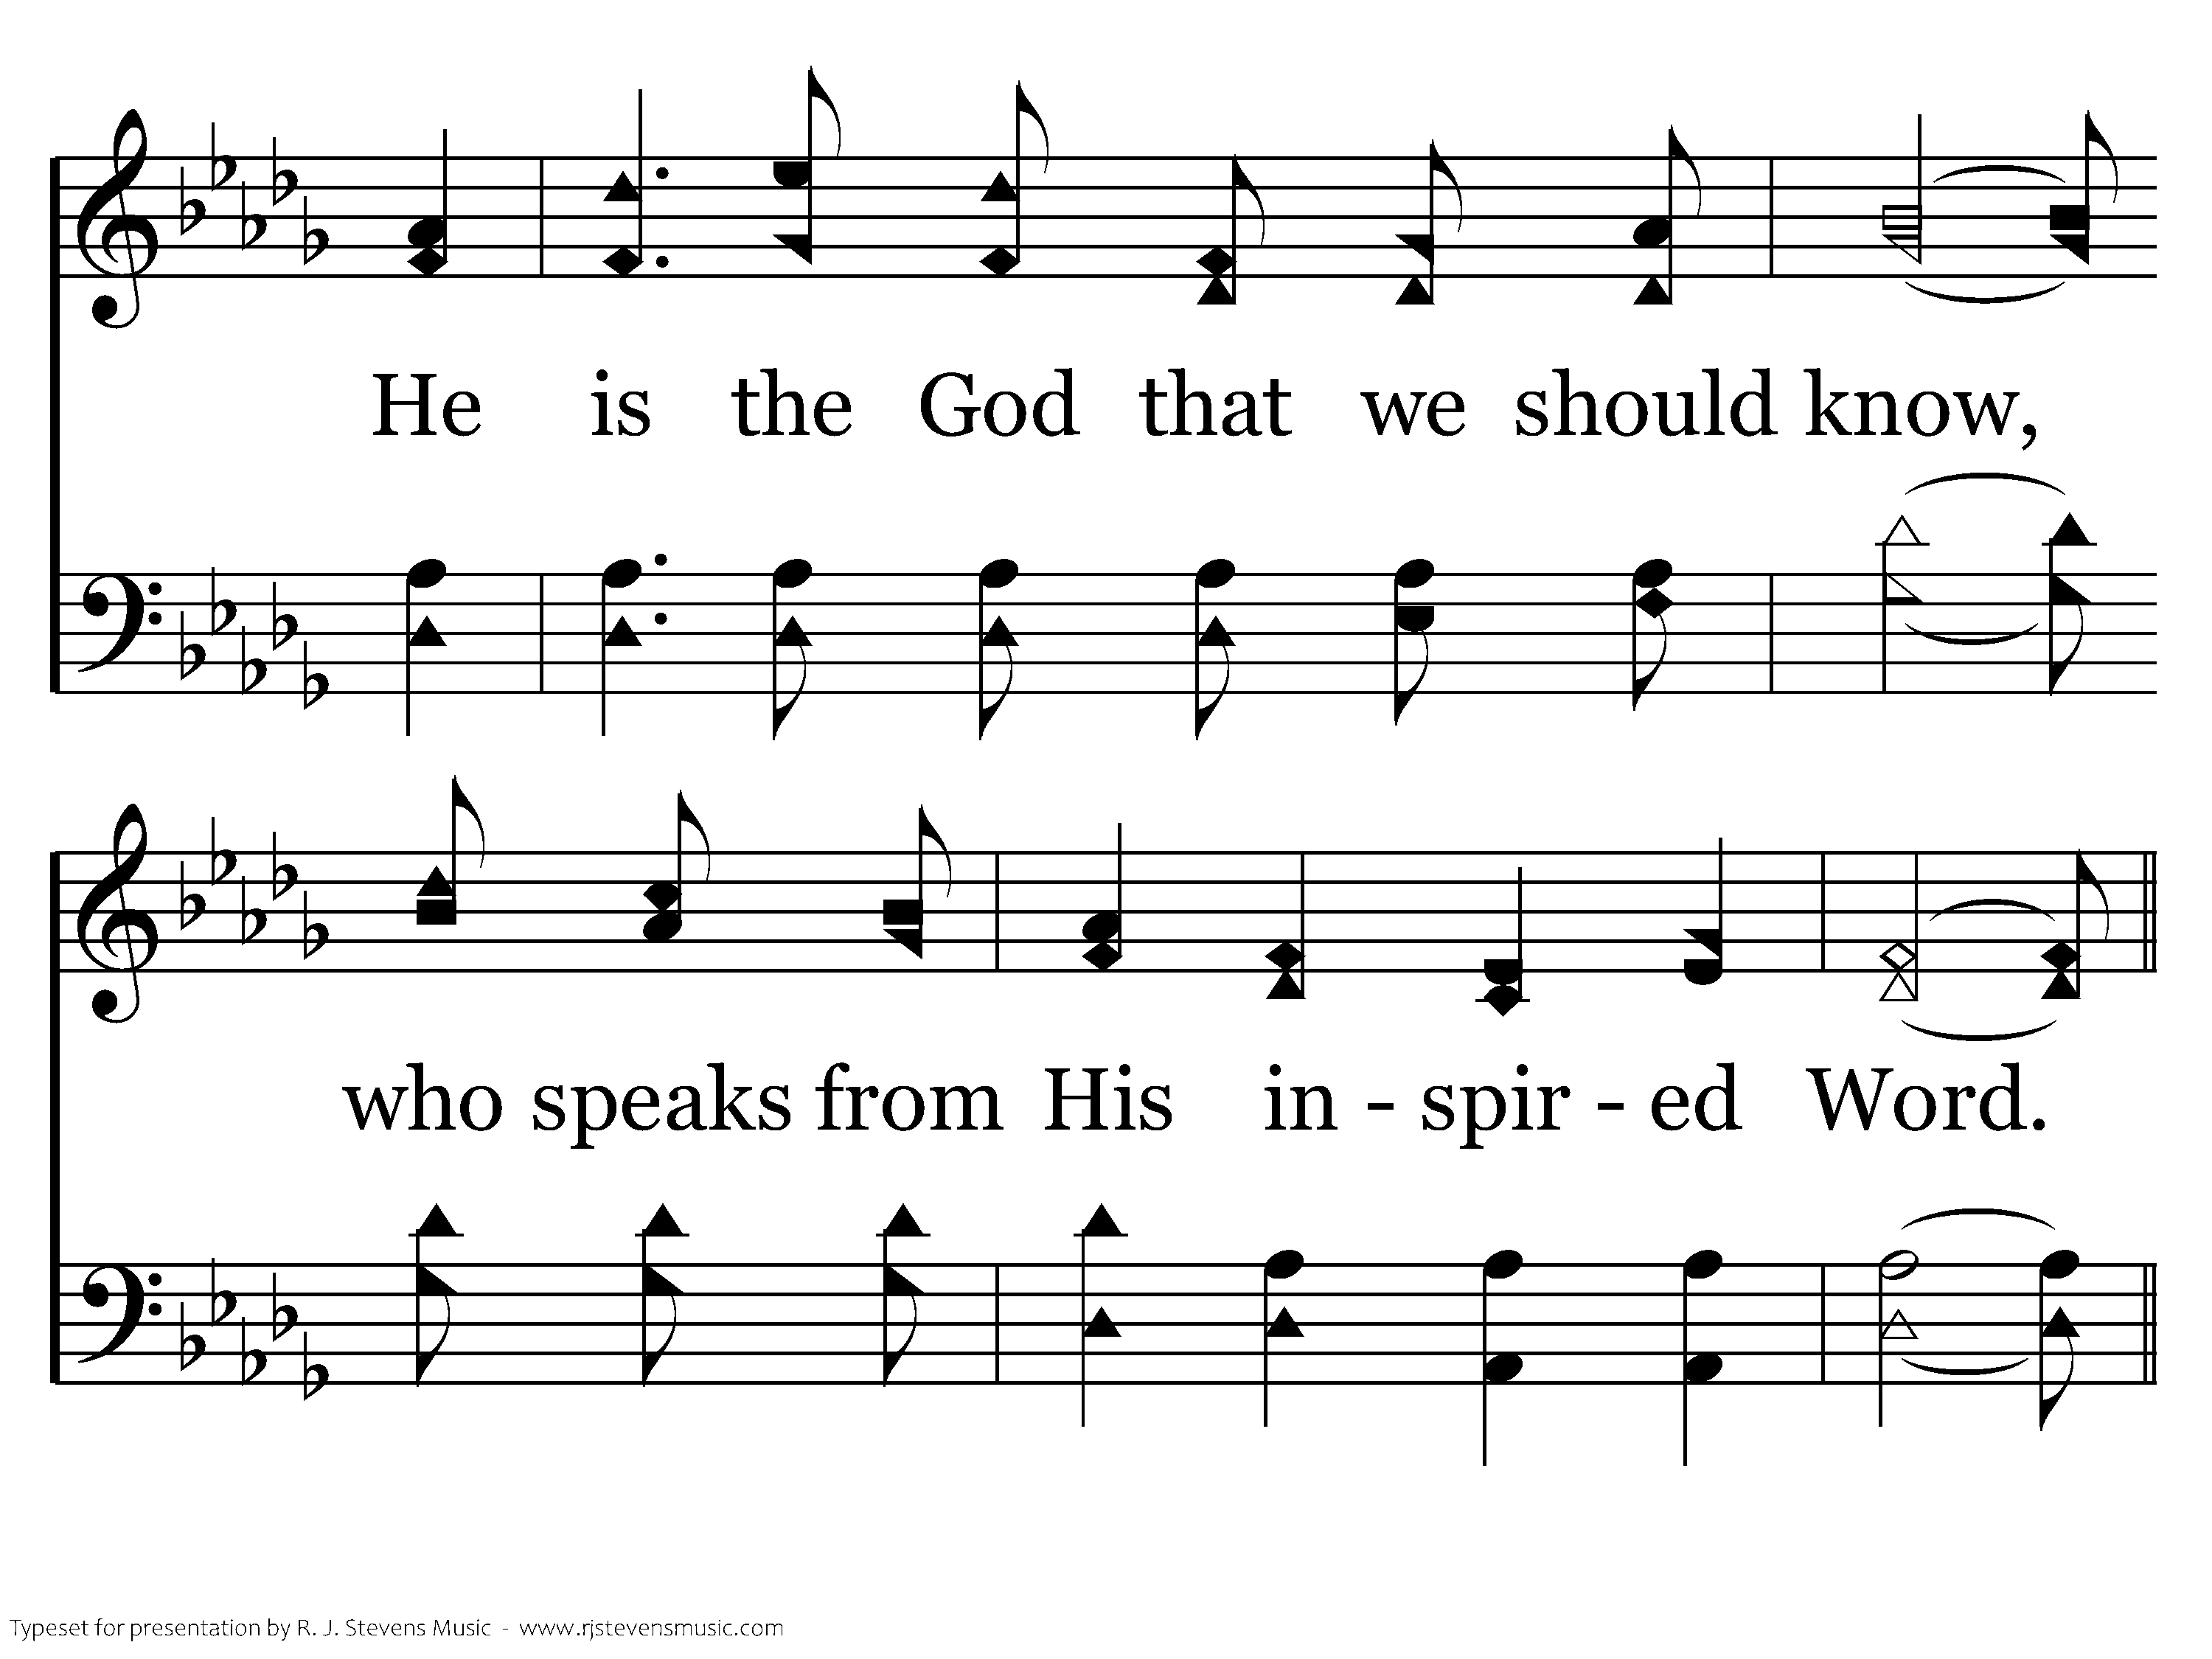 He is the God that we should know,
who speaks from His in - spir - ed Word.
Typeset for presentation by R. J. Stevens Music - www.rjstevensmusic.com